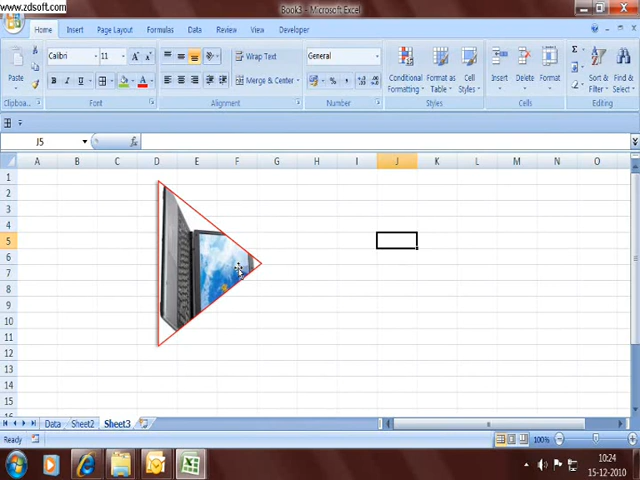 www.zdsoft.com
Book3 - Microsoft Excel
Home Insert Page Layout Formulas Data Review View Developer
Paste
Calibri 11
Wrap Text
General
Conditional Formatting
Format as Table
Cell Styles
Insert Delete Format
Sort & Filter
Find & Select
B I U
Merge & Center
Clipboard Font Alignment Number Styles Cells Editing
J5
A B C D E F G H I J K L M N O
1
2
3
4
5
6
7
8
9
10
11
12
13
14
15
16
Data Sheet2 Sheet3
Ready
100%
10:24
15-12-2010